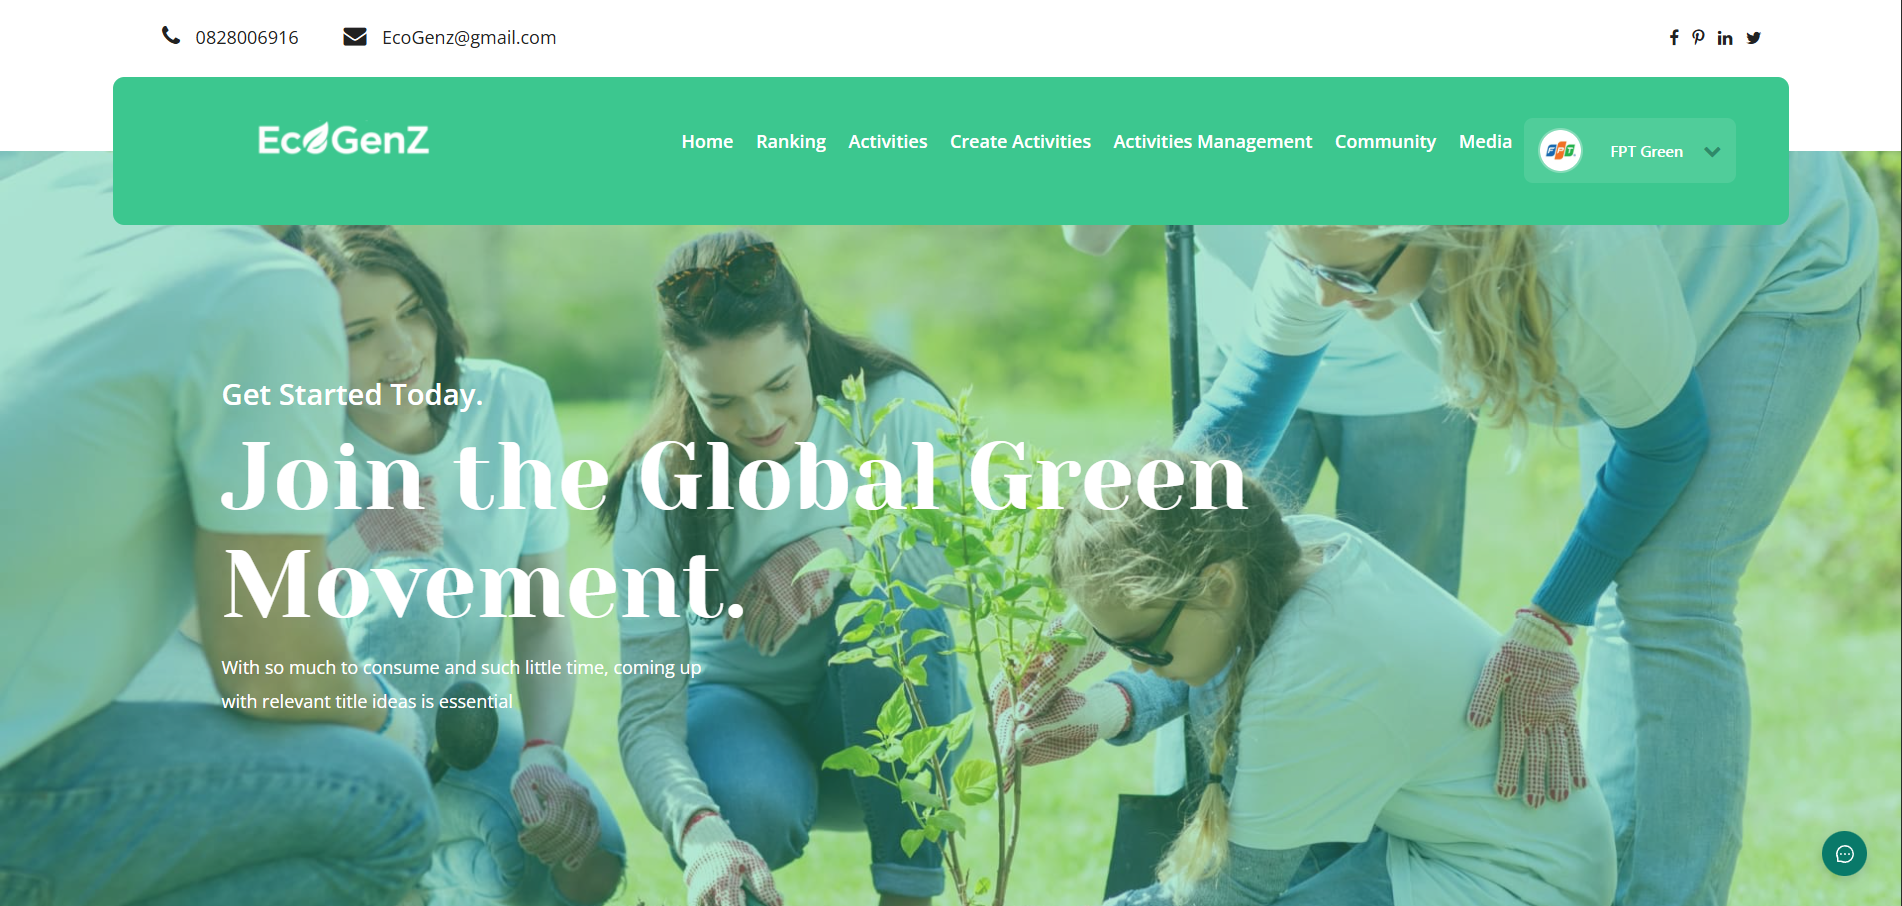 0828006916 EcoGenz@gmail.com
EcoGenZ
Home Ranking Activities Create Activities Activities Management Community Media FPT FPT Green
Get Started Today.
Join the Global Green
Movement.
With so much to consume and such little time, coming up
with relevant title ideas is essential